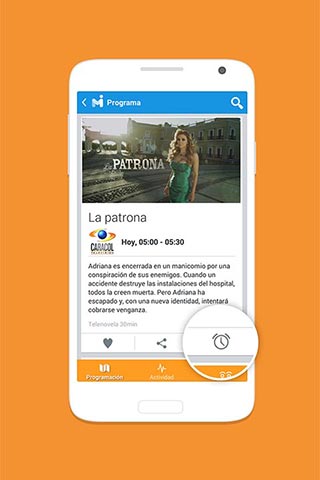 Programa
La
PATRONA
La patrona
CARACOL
TELEVISIÓN
Hoy, 05:00 - 05:30
Adriana es encerrada en un manicomio por una
conspiración de sus enemigos. Cuando un
accidente destruye las instalaciones del hospital,
todos la creen muerta. Pero Adriana ha
escapado y, con una nueva identidad, intentará
cobrarse venganza.
Telenovela 30min
Programación
Actividad